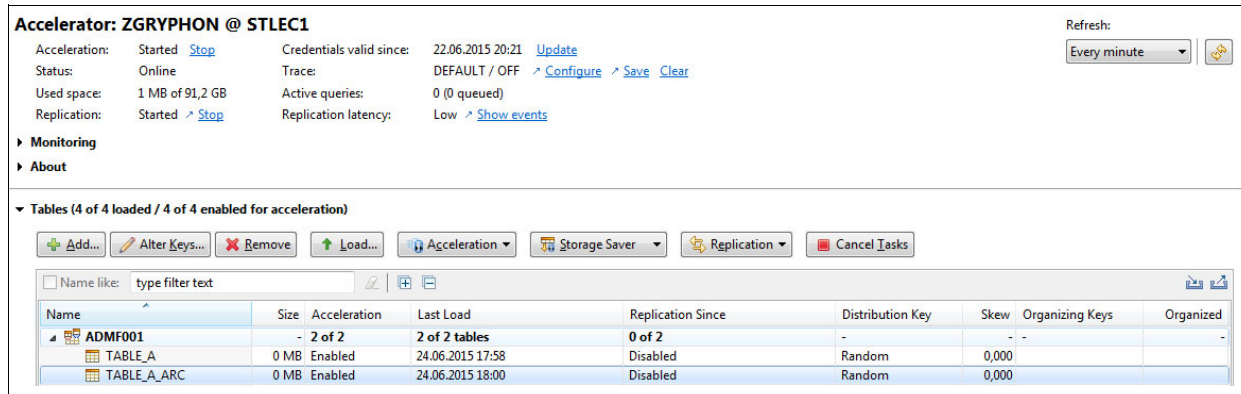 Accelerator: ZGRYPHON @ STLEC1
Refresh:
Acceleration: Started Stop Credentials valid since: 22.06.2015 20:21 Update Every minute
Status: Online Trace: DEFAULT / OFF Configure Save Clear
Used space: 1 MB of 91,2 GB Active queries: 0 (0 queued)
Replication: Started Stop Replication latency: Low Show events
Monitoring
About
Tables (4 of 4 loaded / 4 of 4 enabled for acceleration)
Add... Alter Keys... Remove Load... Acceleration Storage Saver Replication Cancel Tasks
Name like: type filter text
Name Size Acceleration Last Load Replication Since Distribution Key Skew Organizing Keys Organized
ADMF001 - 2 of 2 2 of 2 tables 0 of 2 - - - -
TABLE_A 0 MB Enabled 24.06.2015 17:58 Disabled Random 0,000
TABLE_A_ARC 0 MB Enabled 24.06.2015 18:00 Disabled Random 0,000